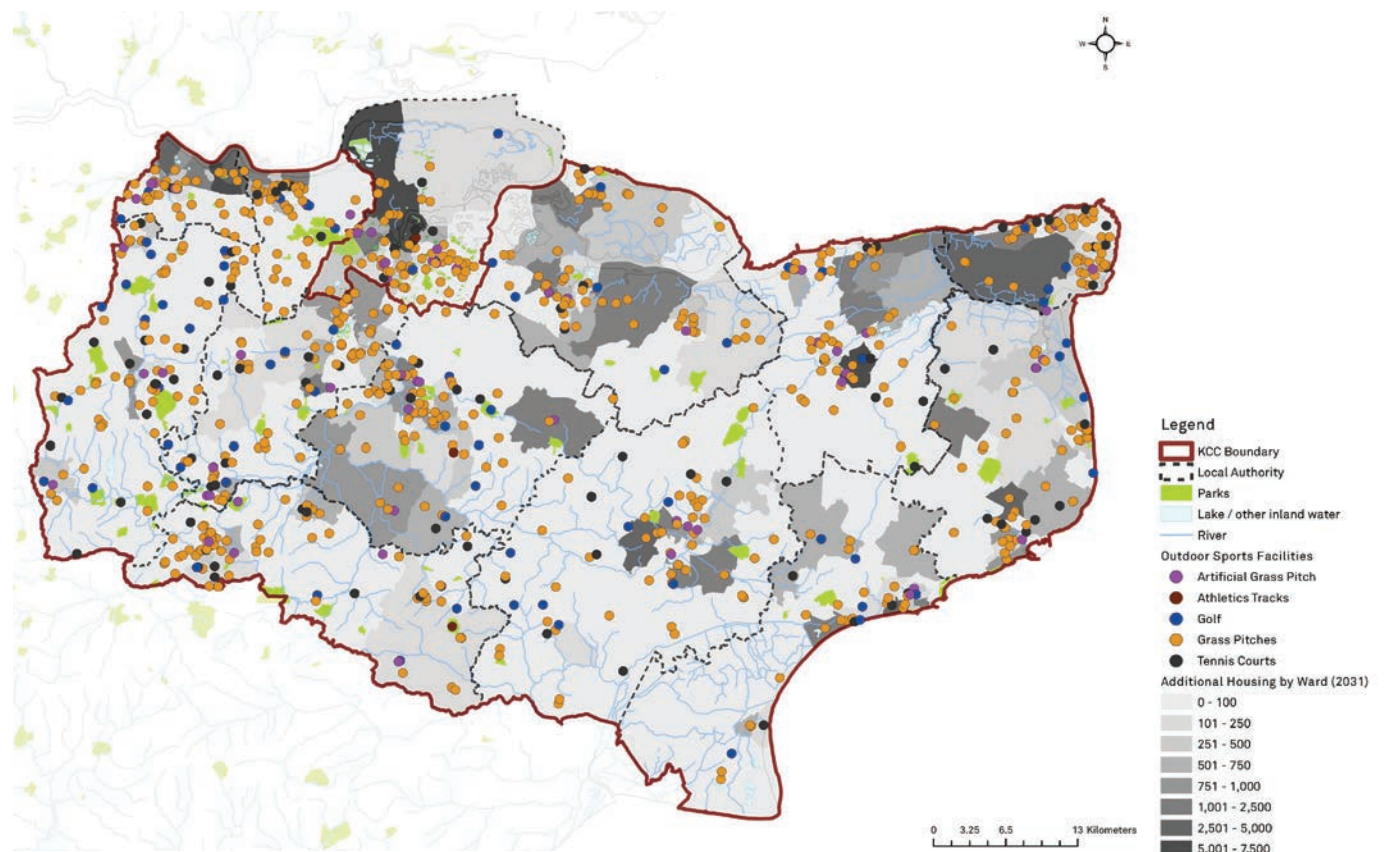 N
W E
S
Legend
KCC Boundary
Local Authority
Parks
Lake / other inland water
River
Outdoor Sports Facilities
Artificial Grass Pitch
Athletics Tracks
Golf
Grass Pitches
Tennis Courts
Additional Housing by Ward (2031)
0 - 100
101 - 250
251 - 500
501 - 750
751 - 1,000
1,001 - 2,500
2,501 - 5,000
5,001 - 7,500
0 3.25 6.5 13 Kilometers